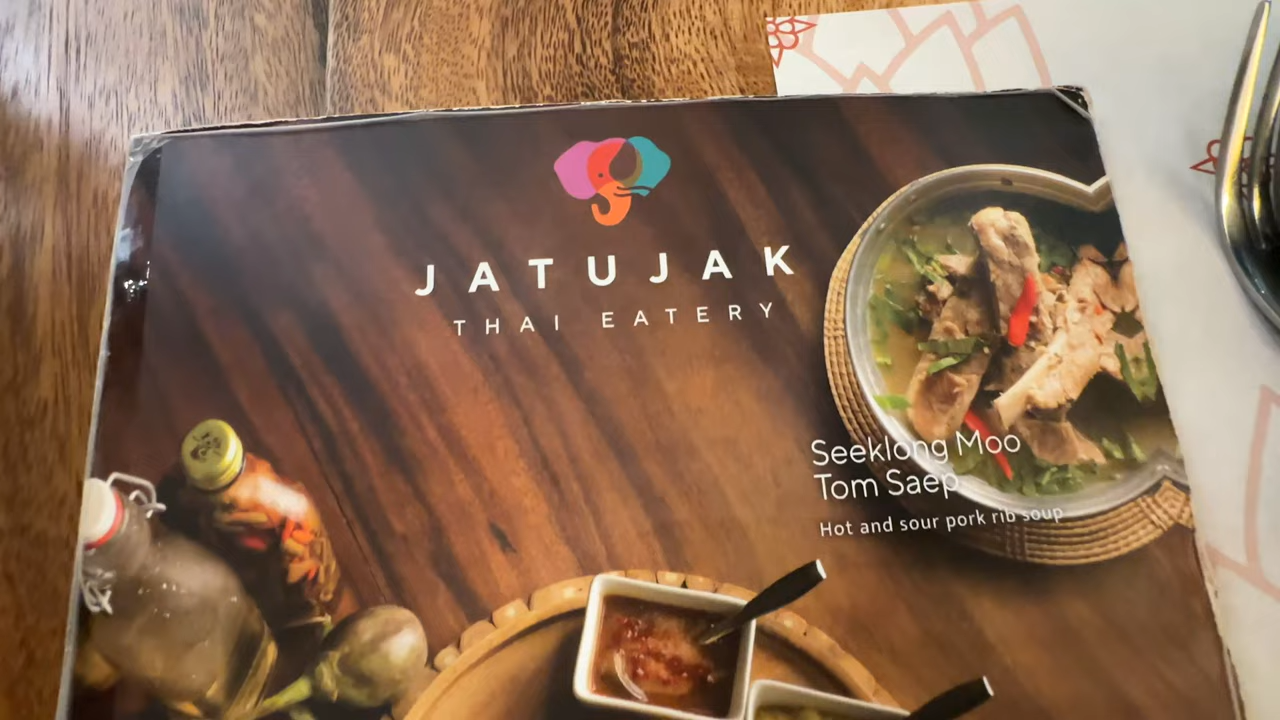 JATUJAK
THAI EATERY
Seeklong Moo
Tom Saep
Hot and sour pork rib soup